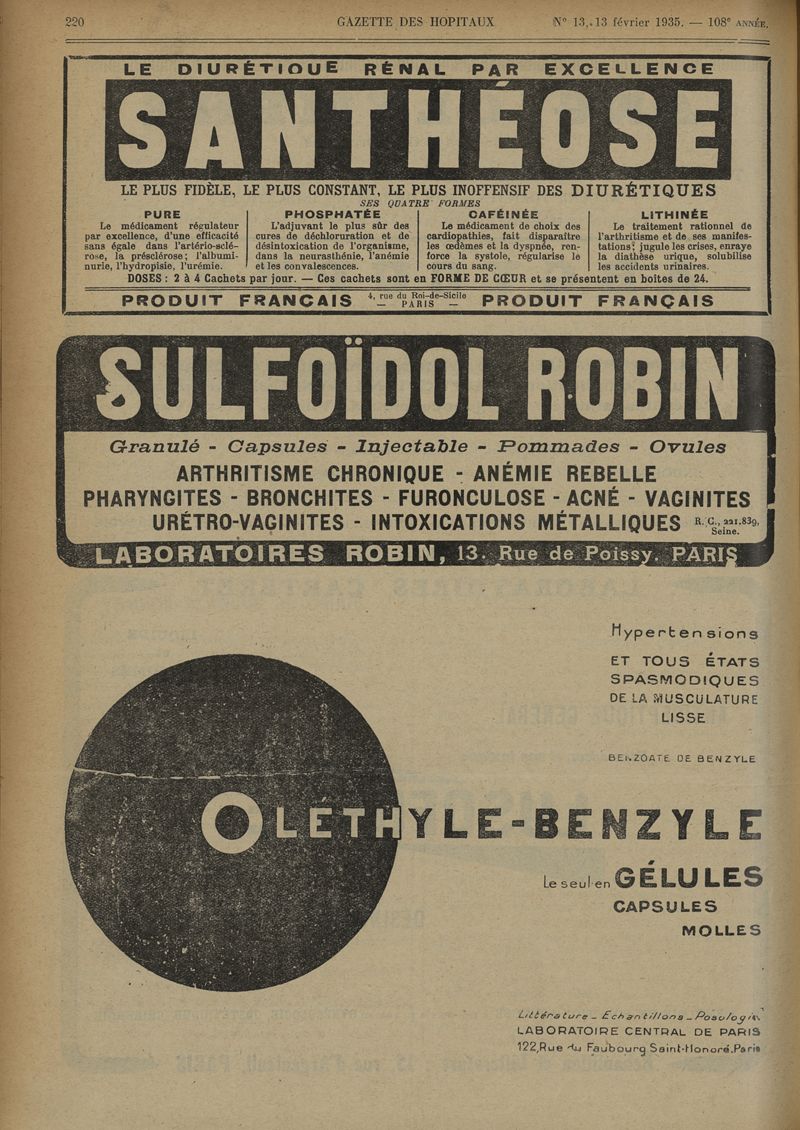 220
GAZETTE DES HOPITAUX
N° 13, 13 février 1935. — 108e ANNÉE.
LE DIURÉTIQUE RÉNAL PAR EXCELLENCE
SANTHÉOSE
LE PLUS FIDÈLE, LE PLUS CONSTANT, LE PLUS INOFFENSIF DES DIURÉTIQUES
SES QUATRE FORMES
PURE
Le médicament régulateur
par excellence, d'une efficacité
sans égale dans l'artério-sclé-
rose, la présclérose; l'albumi-
nurie, l'hydropisie, l'urémie.
PHOSPHATÉE
L'adjuvant le plus sûr des
cures de déchloruration et de
désintoxication de l'organisme,
dans la neurasthénie, l'anémie
et les convalescences.
CAFÉINÉE
Le médicament de choix des
cardiopathies, fait disparaître
les œdèmes et la dyspnée, ren-
force la systole, régularise le
cours du sang.
LITHINÉE
Le traitement rationnel de
l'arthritisme et de ses manifes-
tations; jugule les crises, enraye
la diathèse urique, solubilise
les accidents urinaires.
DOSES : 2 à 4 Cachets par jour. — Ces cachets sont en FORME DE CŒUR et se présentent en boîtes de 24.
PRODUIT FRANCAIS
4, rue du Roi-de-Sicile
— PARIS —
PRODUIT FRANÇAIS
SULFOÏDOL ROBIN
Granulé - Capsules - Injectable - Pommades - Ovules
ARTHRITISME CHRONIQUE - ANÉMIE REBELLE
PHARYNGITES - BRONCHITES - FURONCULOSE - ACNÉ - VAGINITES
URÉTRO-VAGINITES - INTOXICATIONS MÉTALLIQUES
R. C., 221.839,
Seine.
LABORATOIRES ROBIN, 13. Rue de Poissy. PARIS
Hypertensions
ET TOUS ÉTATS
SPASMODIQUES
DE LA MUSCULATURE
LISSE
BENZOATE DE BENZYLE
OLÉTHYLE-BENZYLE
Le seul en GÉLULES
CAPSULES
MOLLES
Littérature _ Échantillons _ Posologie
LABORATOIRE CENTRAL DE PARIS
122, Rue du Faubourg Saint-Honoré. Paris